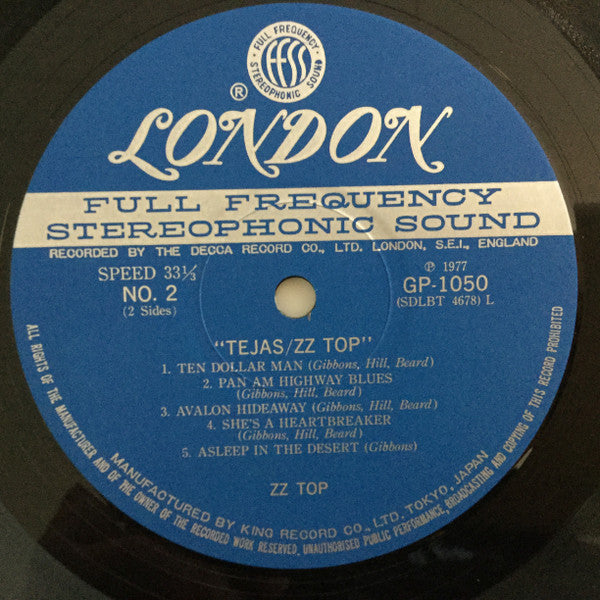 FULL FREQUENCY
STEREOPHONIC SOUND
FFSS
®
LONDON
FULL FREQUENCY
STEREOPHONIC SOUND
RECORDED BY THE DECCA RECORD CO., LTD. LONDON, S.E.I., ENGLAND
SPEED 33⅓
NO. 2
(2 Sides)
℗ 1977
GP-1050
(SDLBT 4678) L
"TEJAS/ZZ TOP"
1. TEN DOLLAR MAN (Gibbons, Hill, Beard)
2. PAN AM HIGHWAY BLUES
(Gibbons, Hill, Beard)
3. AVALON HIDEAWAY (Gibbons, Hill, Beard)
4. SHE'S A HEARTBREAKER
(Gibbons, Hill, Beard)
5. ASLEEP IN THE DESERT (Gibbons)
ZZ TOP
MANUFACTURED BY KING RECORD CO., LTD. TOKYO, JAPAN
ALL RIGHTS OF THE MANUFACTURER AND OF THE OWNER OF THE RECORDED WORK RESERVED. UNAUTHORISED PUBLIC PERFORMANCE, BROADCASTING AND COPYING OF THIS RECORD PROHIBITED